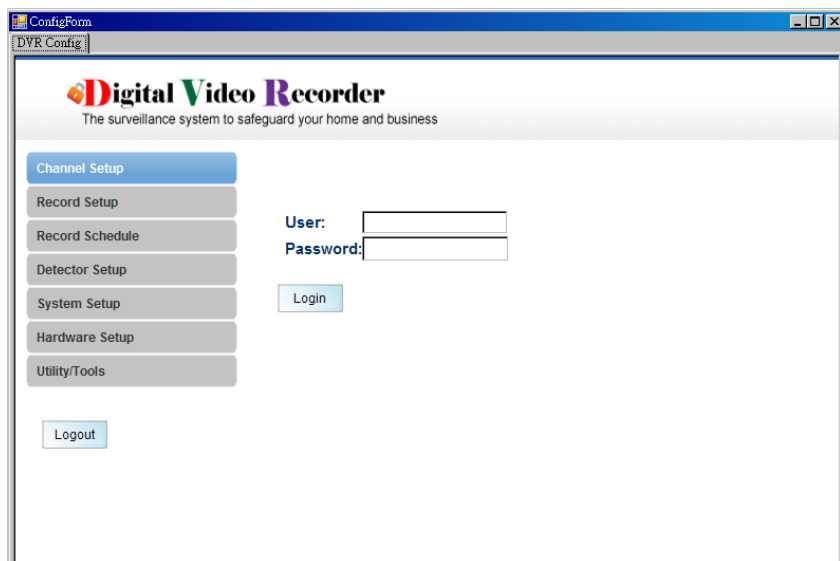 ConfigForm
DVR Config
Digital Video Recorder
The surveillance system to safeguard your home and business
Channel Setup
Record Setup
Record Schedule
Detector Setup
System Setup
Hardware Setup
Utility/Tools
Logout
User:
Password:
Login